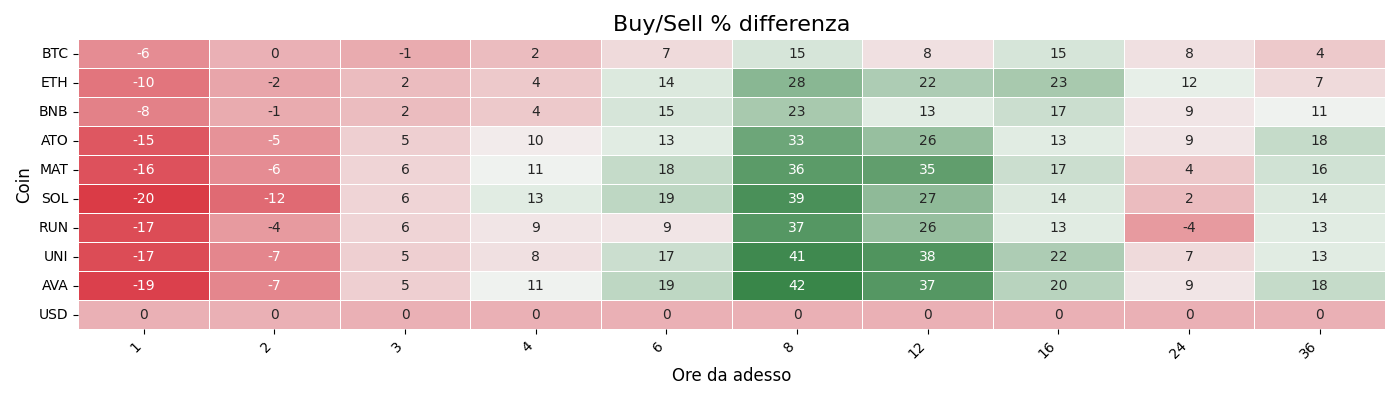 Buy/Sell % differenza
Coin
BTC -6 0 -1 2 7 15 8 15 8 4
ETH -10 -2 2 4 14 28 22 23 12 7
BNB -8 -1 2 4 15 23 13 17 9 11
ATO -15 -5 5 10 13 33 26 13 9 18
MAT -16 -6 6 11 18 36 35 17 4 16
SOL -20 -12 6 13 19 39 27 14 2 14
RUN -17 -4 6 9 9 37 26 13 -4 13
UNI -17 -7 5 8 17 41 38 22 7 13
AVA -19 -7 5 11 19 42 37 20 9 18
USD 0 0 0 0 0 0 0 0 0 0
1 2 3 4 6 8 12 16 24 36
Ore da adesso